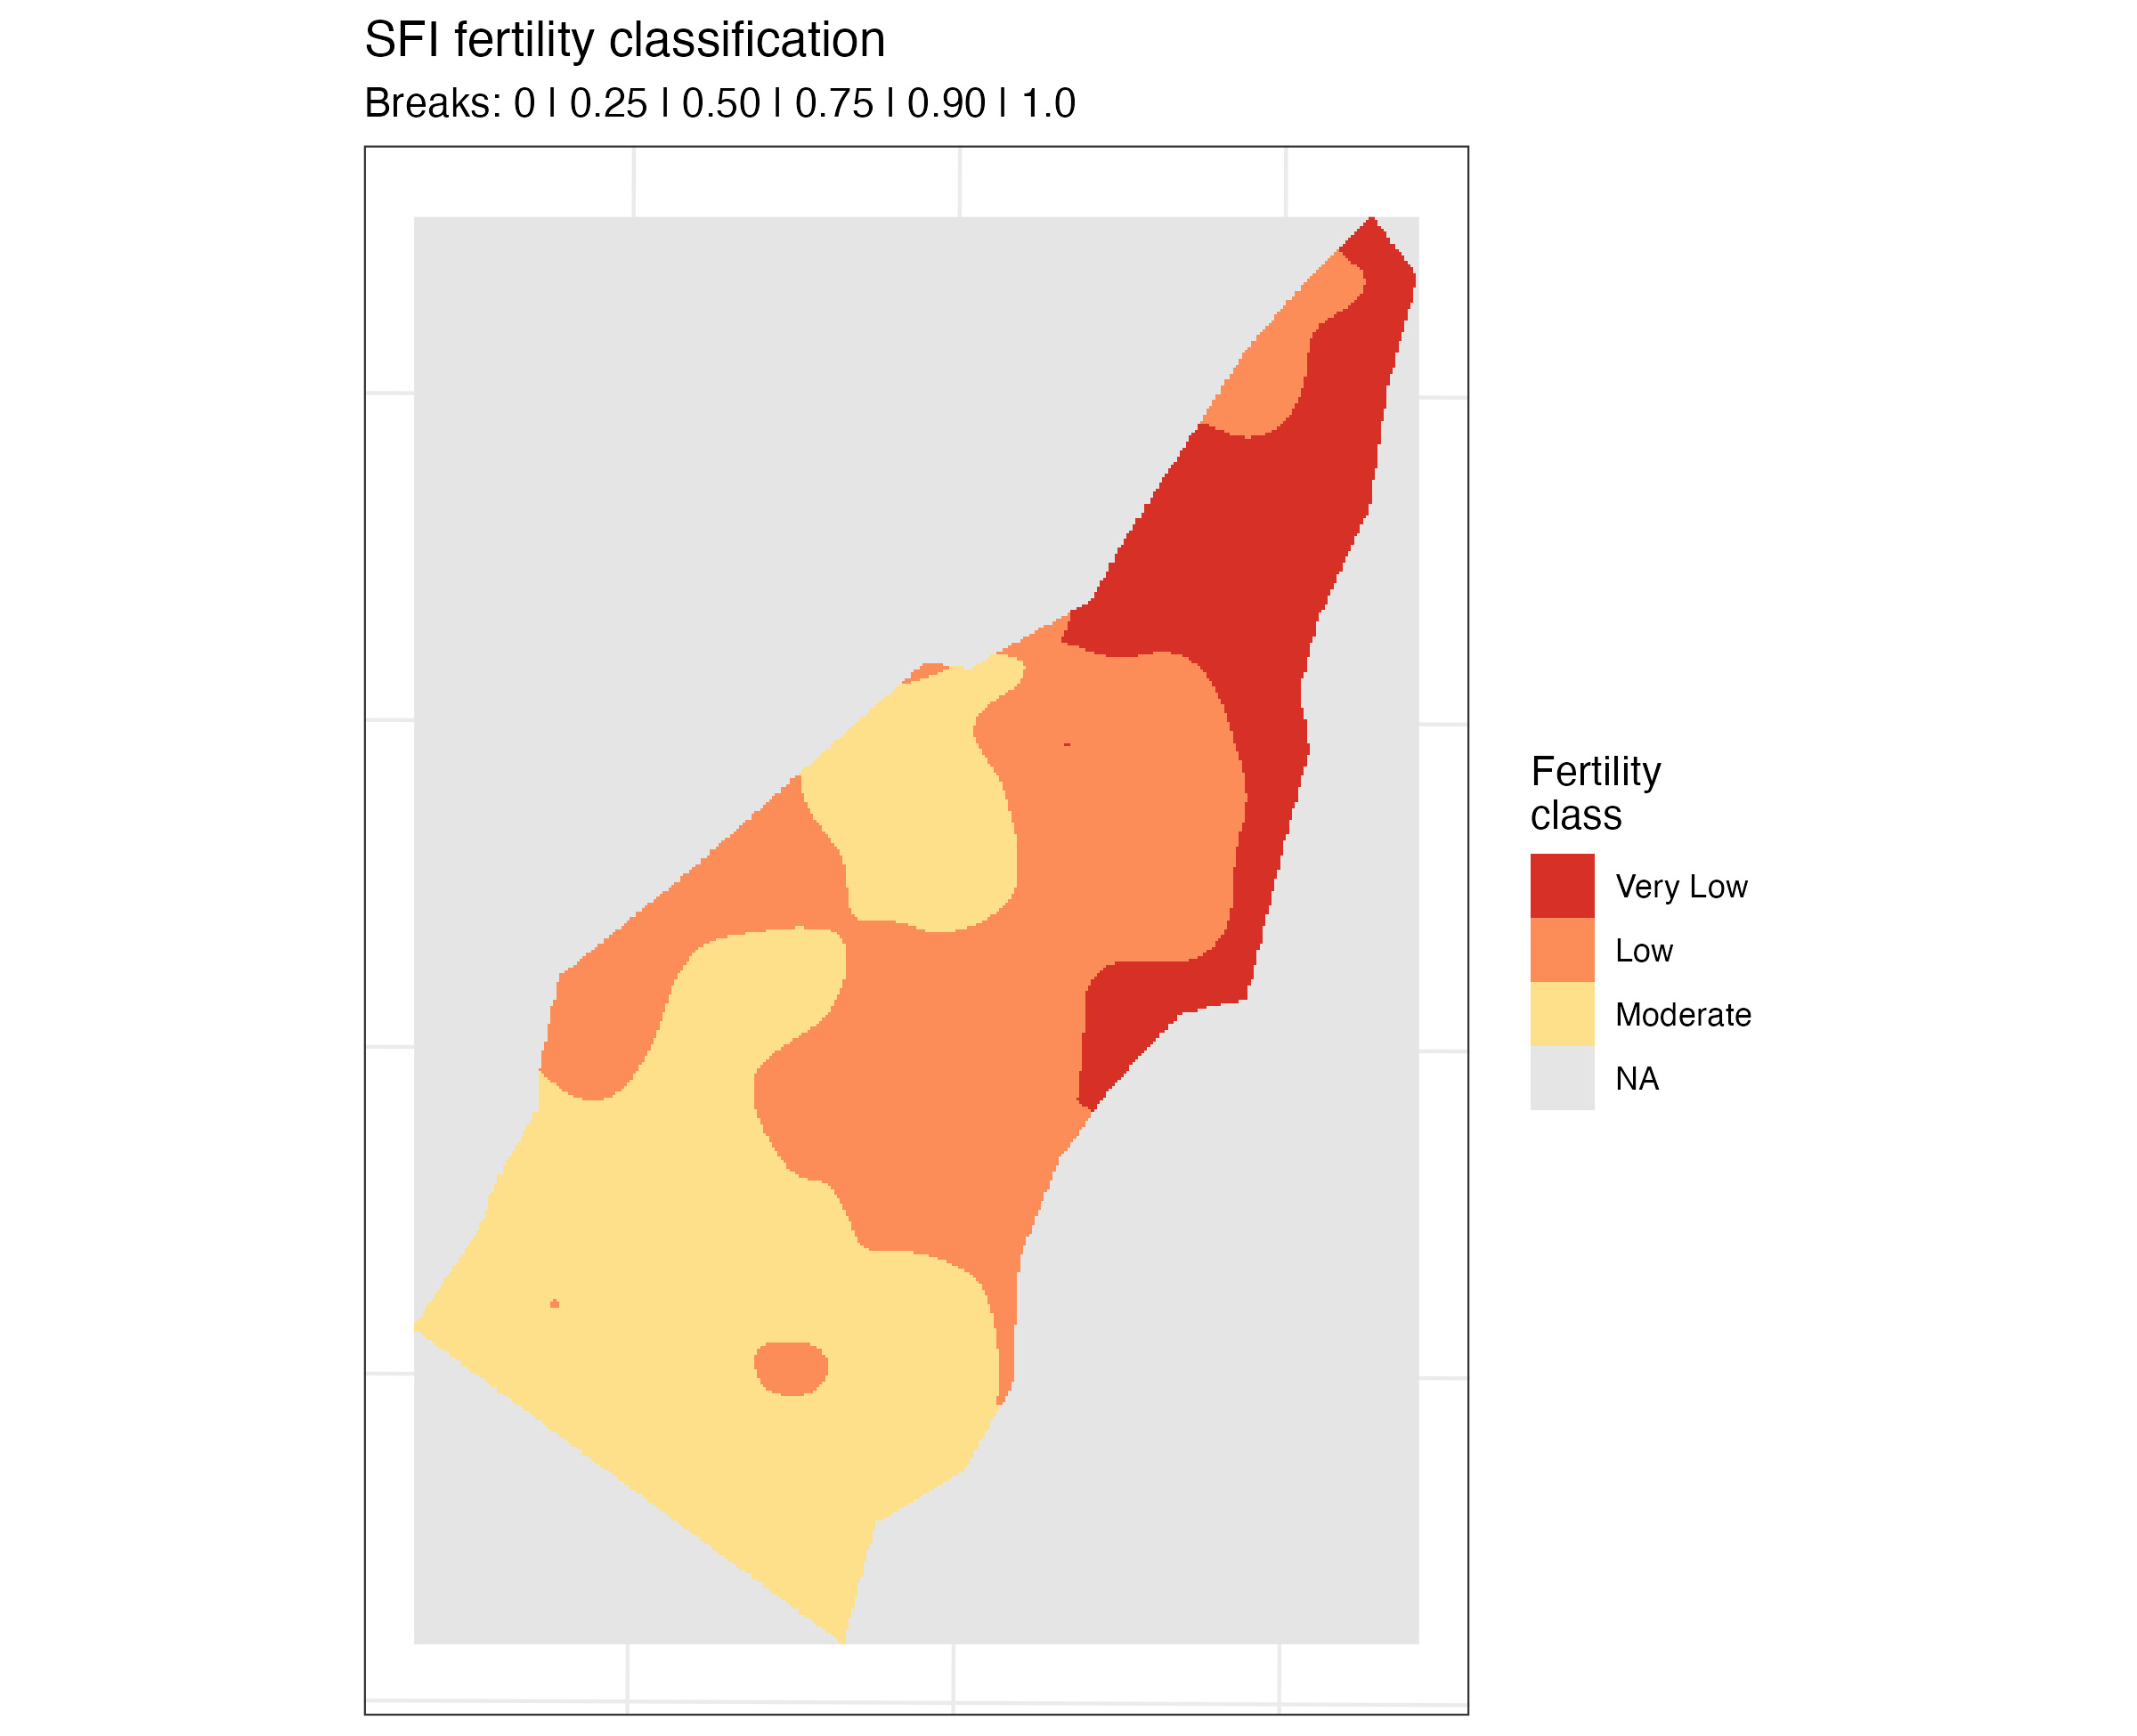 SFI fertility classification
Breaks: 0 | 0.25 | 0.50 | 0.75 | 0.90 | 1.0
Fertility
class
Very Low
Low
Moderate
NA